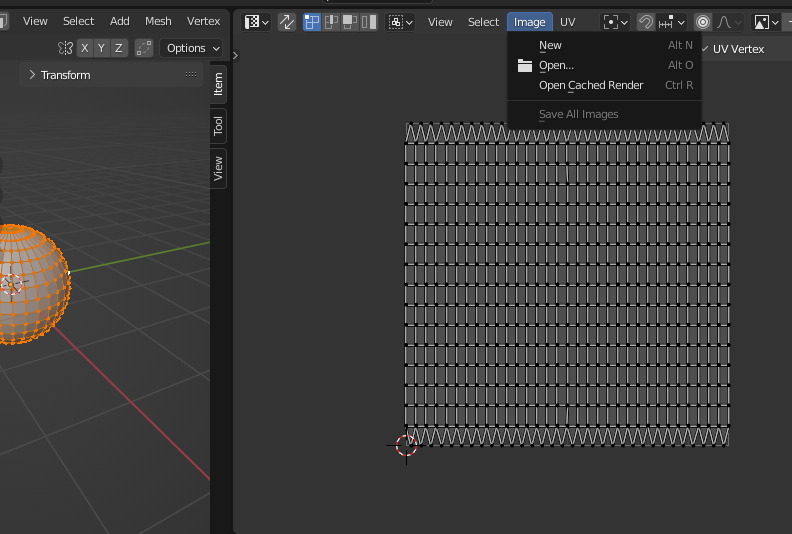 View Select Add Mesh Vertex
View Select Image UV
X Y Z Options
New Alt N
Open... Alt O
Open Cached Render Ctrl R
Save All Images
UV Vertex
Transform
Item
Tool
View